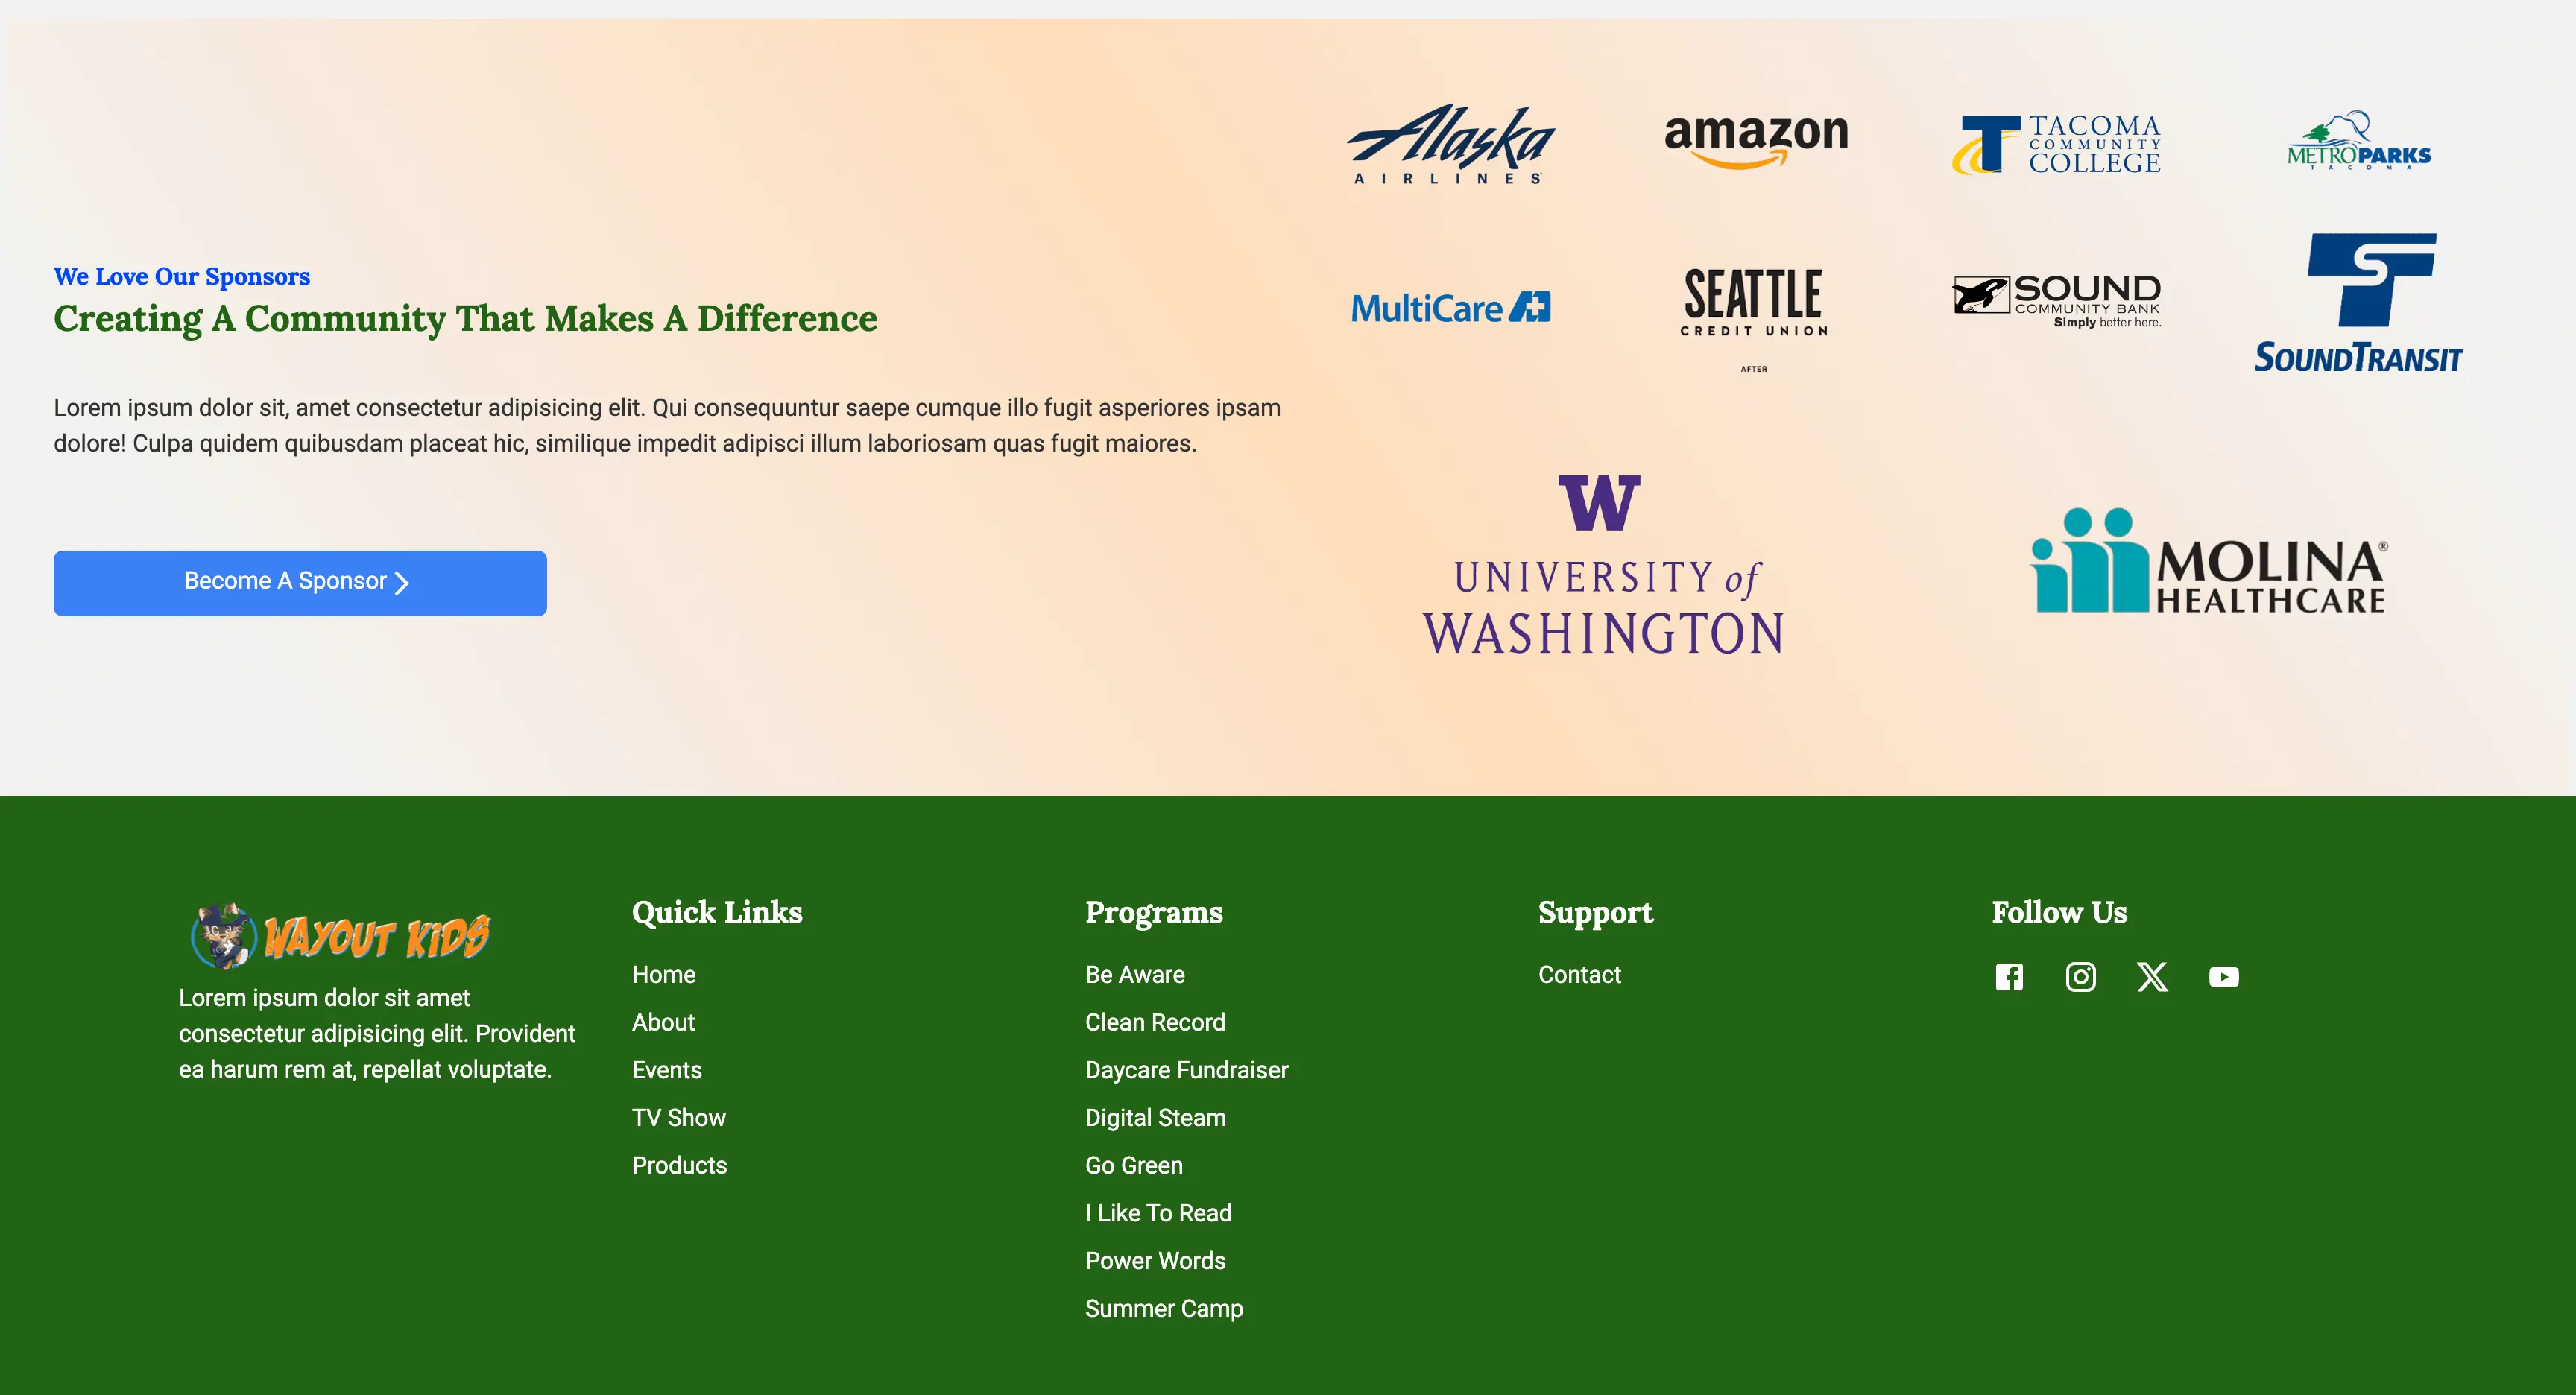 We Love Our Sponsors
Creating A Community That Makes A Difference
Lorem ipsum dolor sit, amet consectetur adipisicing elit. Qui consequuntur saepe cumque illo fugit asperiores ipsam
dolore! Culpa quidem quibusdam placeat hic, similique impedit adipisci illum laboriosam quas fugit maiores.
Become A Sponsor
Alaska
AIRLINES
amazon
TACOMA
COMMUNITY
COLLEGE
METROPARKS
TACOMA
MultiCare
SEATTLE
CREDIT UNION
AFTER
SOUND
COMMUNITY BANK
Simply better here.
ST
SOUNDTRANSIT
W
UNIVERSITY of
WASHINGTON
MOLINA®
HEALTHCARE
WAYOUT KiDS
Lorem ipsum dolor sit amet
consectetur adipisicing elit. Provident
ea harum rem at, repellat voluptate.
Quick Links
Home
About
Events
TV Show
Products
Programs
Be Aware
Clean Record
Daycare Fundraiser
Digital Steam
Go Green
I Like To Read
Power Words
Summer Camp
Support
Contact
Follow Us